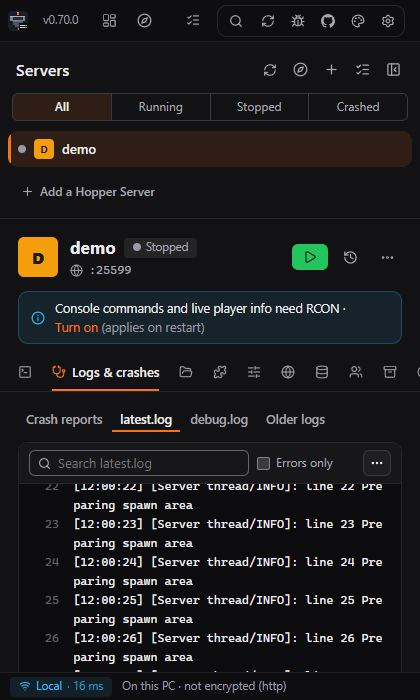 v0.70.0
Servers
All Running Stopped Crashed
D demo
Add a Hopper Server
D demo Stopped
:25599
Console commands and live player info need RCON ·
Turn on (applies on restart)
Logs & crashes
Crash reports latest.log debug.log Older logs
Search latest.log Errors only
22 [12:00:22] [Server thread/INFO]: line 22 Pre
paring spawn area
23 [12:00:23] [Server thread/INFO]: line 23 Pre
paring spawn area
24 [12:00:24] [Server thread/INFO]: line 24 Pre
paring spawn area
25 [12:00:25] [Server thread/INFO]: line 25 Pre
paring spawn area
26 [12:00:26] [Server thread/INFO]: line 26 Pre
paring spawn area
Local · 16 ms On this PC · not encrypted (http)